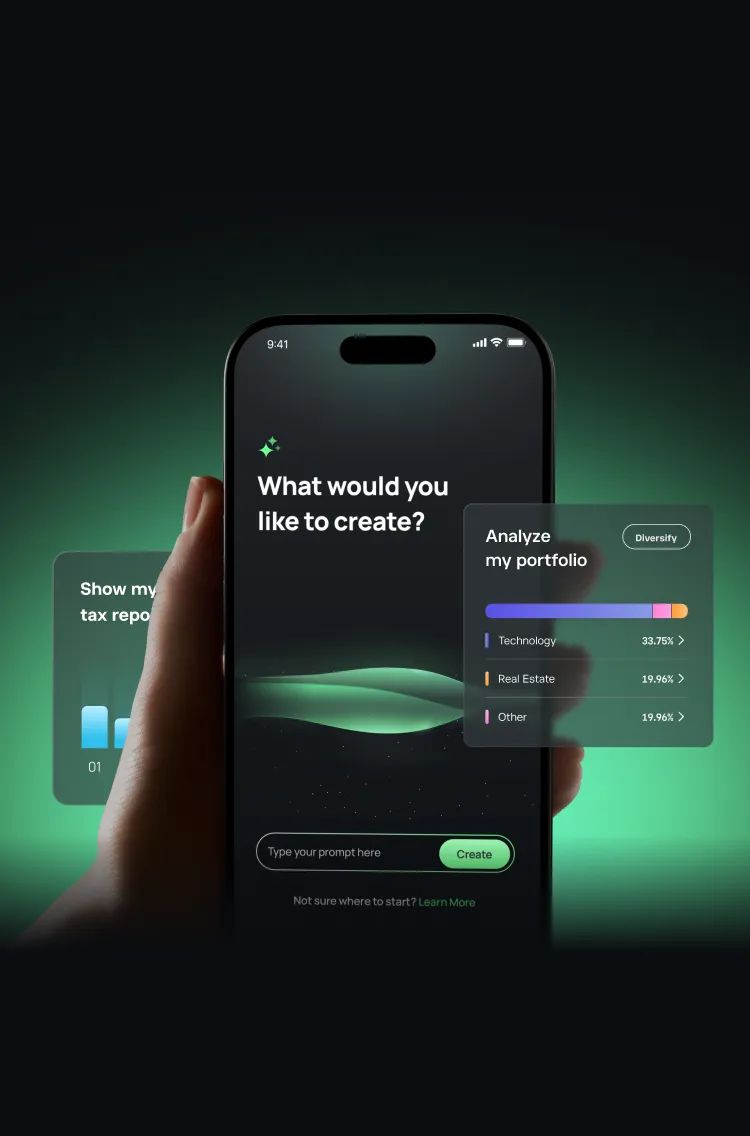 9:41
What would you
like to create?
Analyze
my portfolio
Diversify
Technology
33.75%
Real Estate
19.96%
Other
19.96%
Show my
tax repo
01
Type your prompt here
Create
Not sure where to start? Learn More